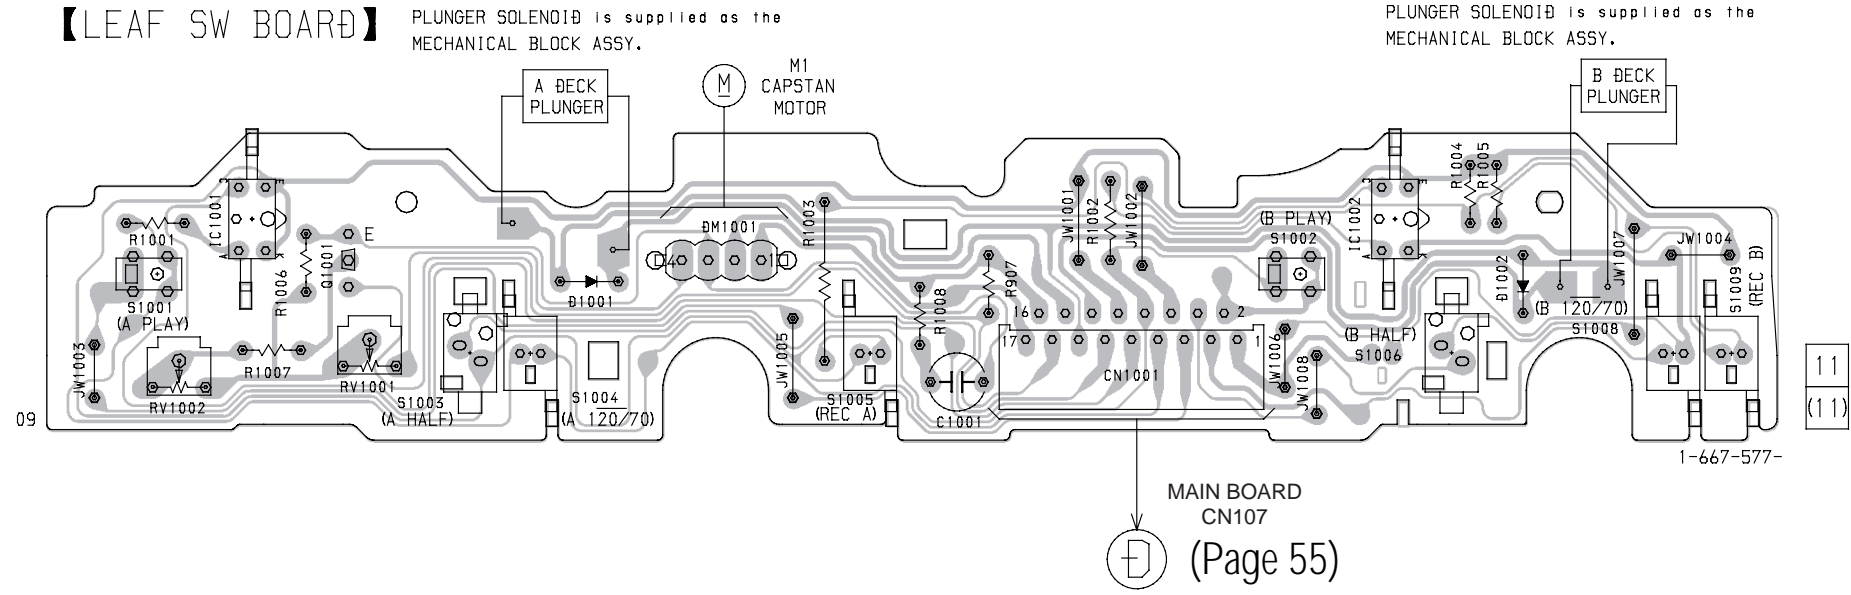 【LEAF SW BOARD】
PLUNGER SOLENOID is supplied as the
MECHANICAL BLOCK ASSY.
PLUNGER SOLENOID is supplied as the
MECHANICAL BLOCK ASSY.
A DECK
PLUNGER
M
M1
CAPSTAN
MOTOR
B DECK
PLUNGER
R1001
IC1001
C
E
A
K
S1001
(A PLAY)
R1006
Q1001
E
D1001
DM1001
4
1
R1003
JW1001
R1002
JW1002
(B PLAY)
S1002
IC1002
C
E
A
K
R1004
R1005
D1002
JW1007
JW1004
S1009
(REC B)
(B 120/70)
S1008
JW1003
RV1002
R1007
RV1001
S1003
(A HALF)
S1004
(A 120/70)
JW1005
S1005
(REC A)
R1008
R907
C1001
16
2
17
1
CN1001
JW1006
JW1008
(B HALF)
S1006
09
11
(11)
1-667-577-
MAIN BOARD
CN107
D
(Page 55)